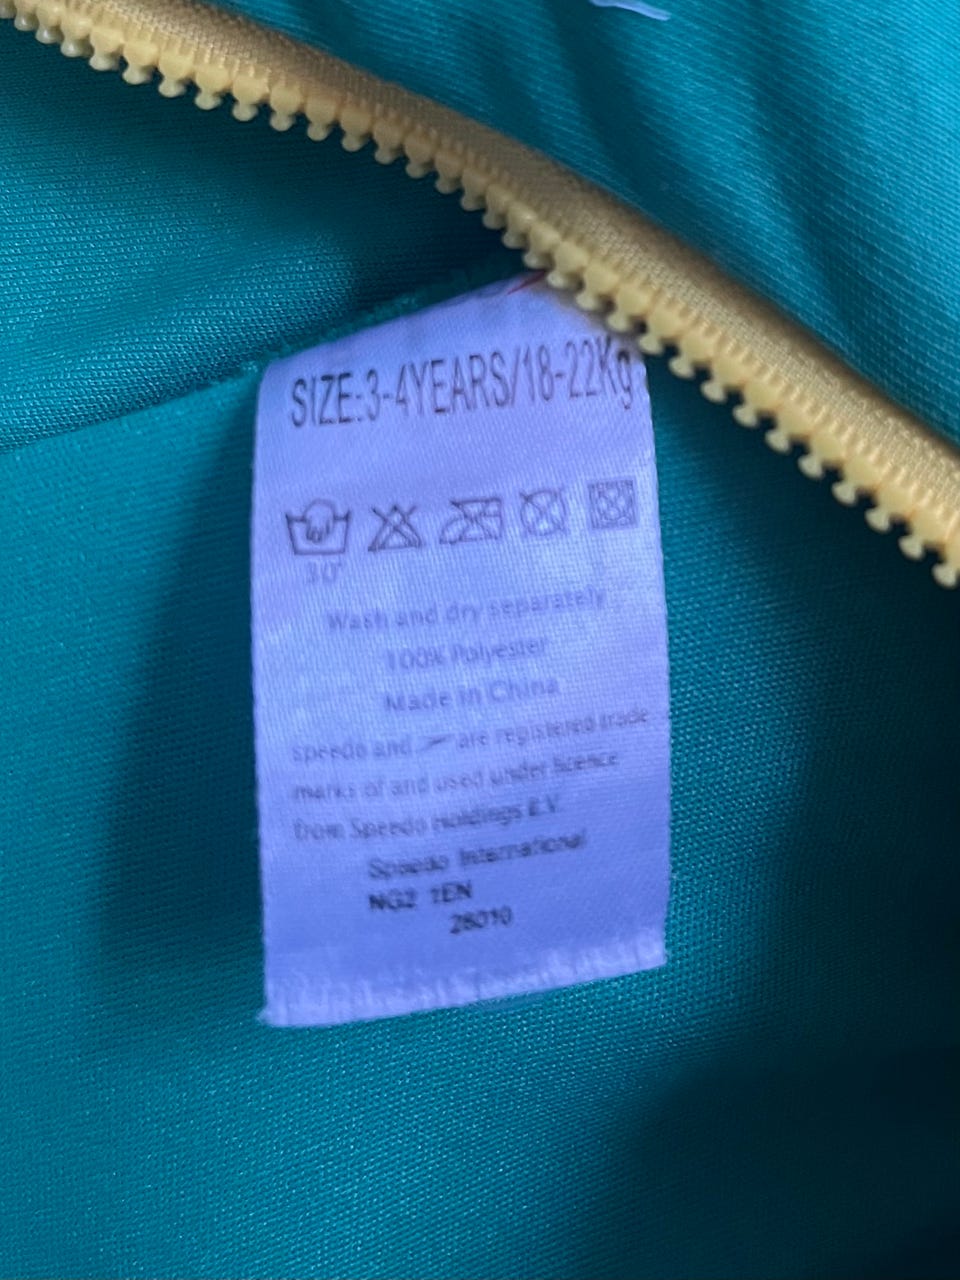 SIZE:3-4YEARS/18-22Kg
30°
Wash and dry separately
100% Polyester
Made in China
speedo and are registered trade
marks of and used under licence
from Speedo Holdings B.V.
Speedo International
NG2 1EN
28010